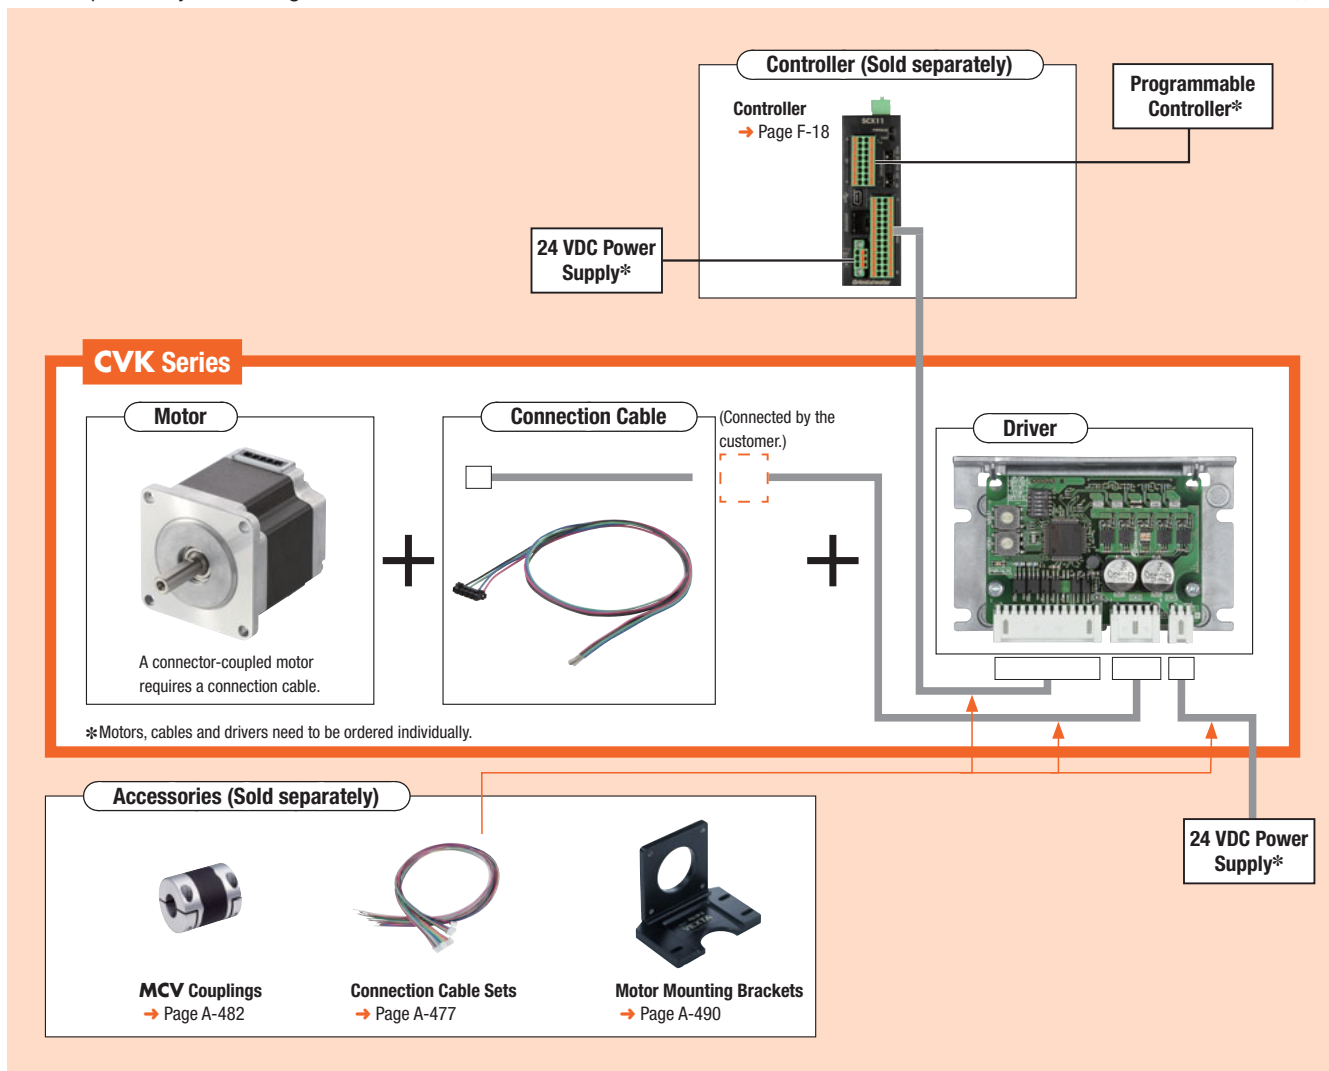 Controller (Sold separately)
Controller
➜ Page F-18
SCX11
Programmable
Controller*
24 VDC Power
Supply*
CVK Series
Motor
A connector-coupled motor
requires a connection cable.
Connection Cable
(Connected by the
customer.)
Driver
*Motors, cables and drivers need to be ordered individually.
Accessories (Sold separately)
MCV Couplings
➜ Page A-482
Connection Cable Sets
➜ Page A-477
VEXTA
Motor Mounting Brackets
➜ Page A-490
24 VDC Power
Supply*